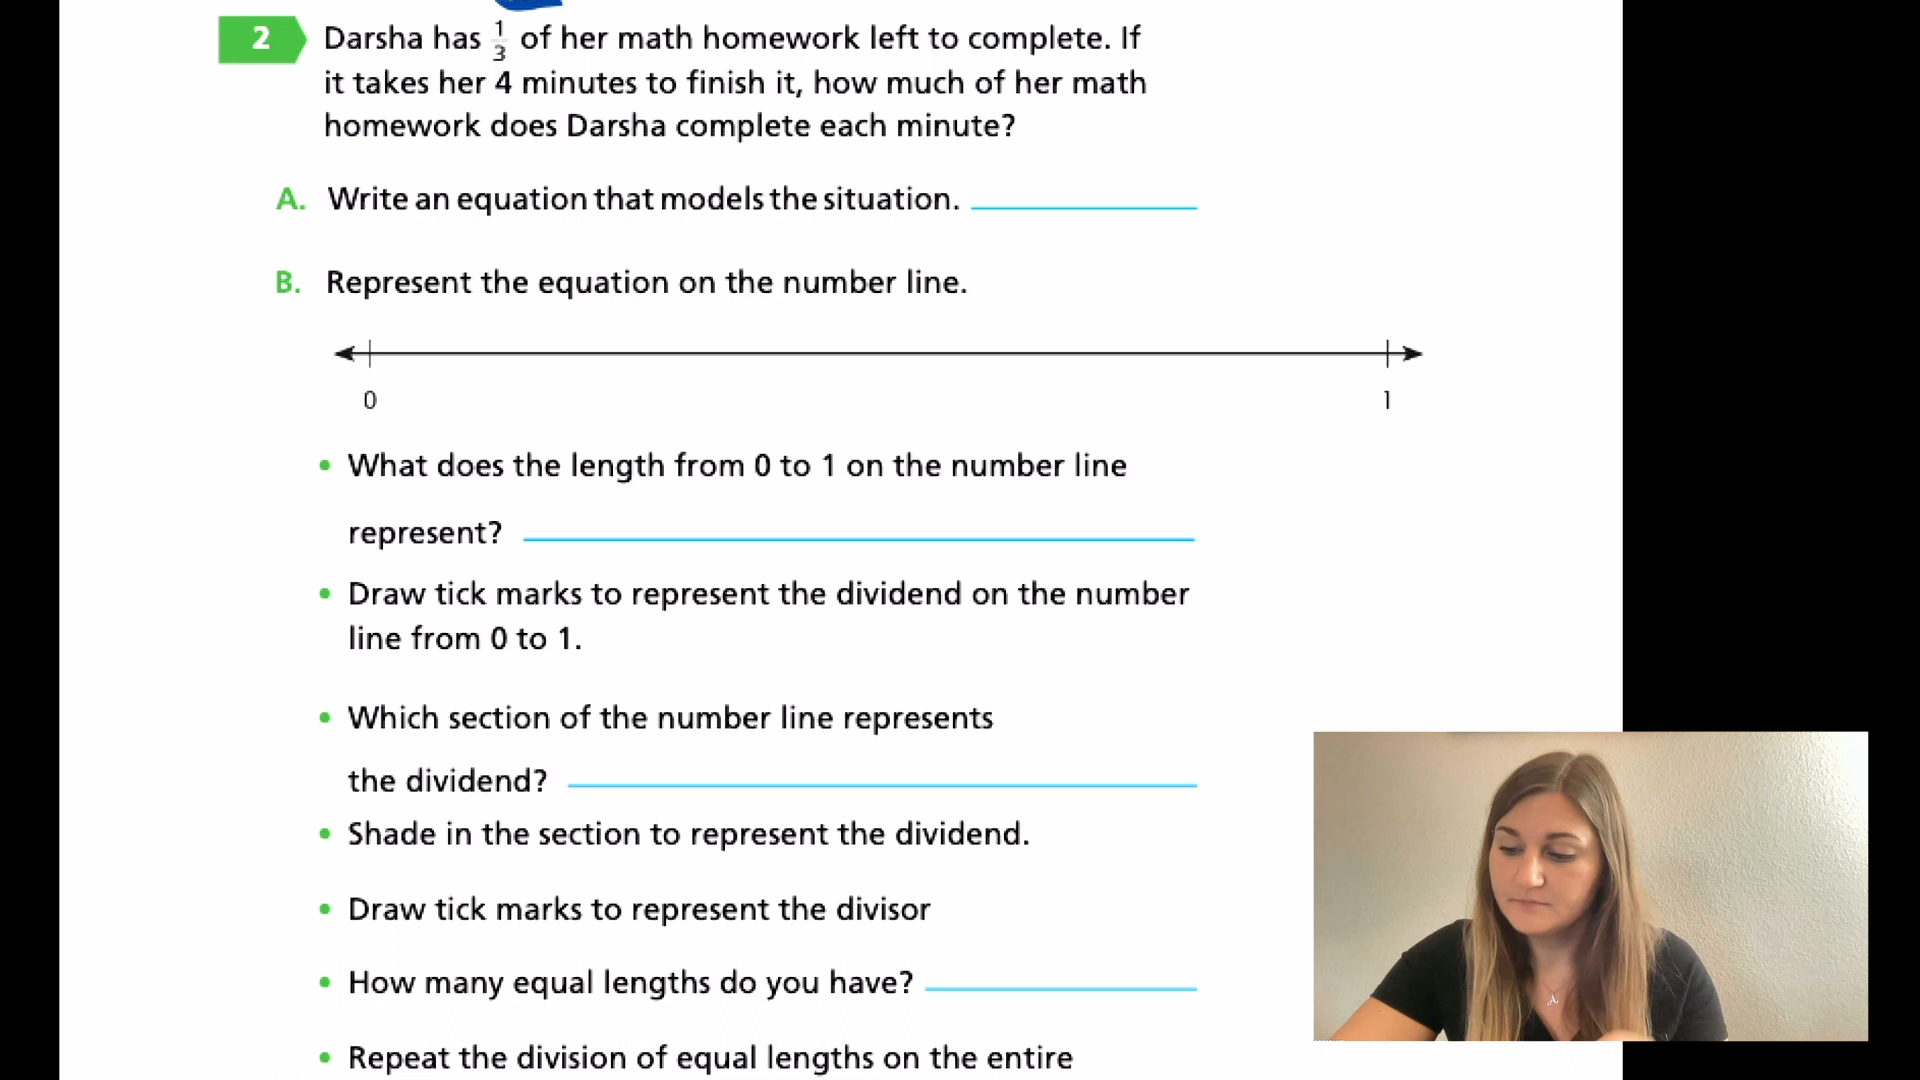 2 Darsha has 1/3 of her math homework left to complete. If
it takes her 4 minutes to finish it, how much of her math
homework does Darsha complete each minute?
A. Write an equation that models the situation.
B. Represent the equation on the number line.
0 1
• What does the length from 0 to 1 on the number line
represent?
• Draw tick marks to represent the dividend on the number
line from 0 to 1.
• Which section of the number line represents
the dividend?
• Shade in the section to represent the dividend.
• Draw tick marks to represent the divisor
• How many equal lengths do you have?
• Repeat the division of equal lengths on the entire